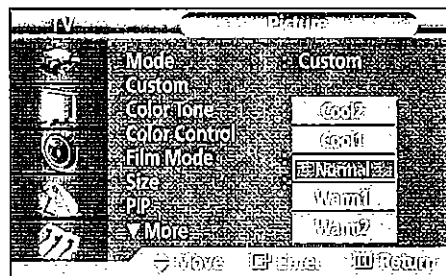 TV Picture
Mode : Custom
Custom
Color Tone Cool2
Color Control Cool1
Film Mode Normal
Size Warm1
PIP Warm2
▼More
Move Enter Return